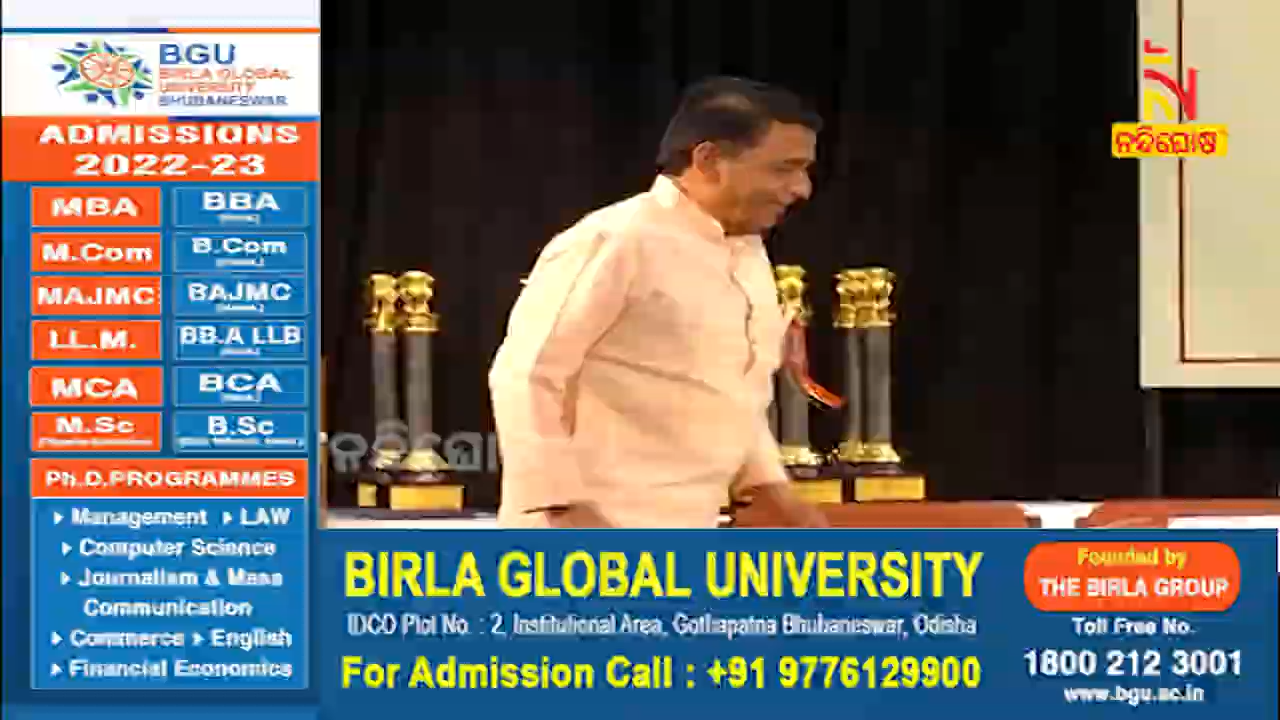 BGU
BIRLA GLOBAL
UNIVERSITY
BHUBANESWAR
ADMISSIONS
2022-23
MBA
BBA
M.Com
B.Com
MAJMC
BAJMC
LL.M.
BB.A LLB
MCA
BCA
M.Sc
B.Sc
Ph.D.PROGRAMMES
Management LAW
Computer Science
Journalism & Mass
Communication
Commerce English
Financial Economics
ନନ୍ଦିଘୋଷ
ନନ୍ଦିଘୋ
BIRLA GLOBAL UNIVERSITY
IDCO Plot No. : 2, Institutional Area, Gothapatna Bhubaneswar, Odisha
For Admission Call : +91 9776129900
Founded by
THE BIRLA GROUP
Toll Free No.
1800 212 3001
www.bgu.ac.in